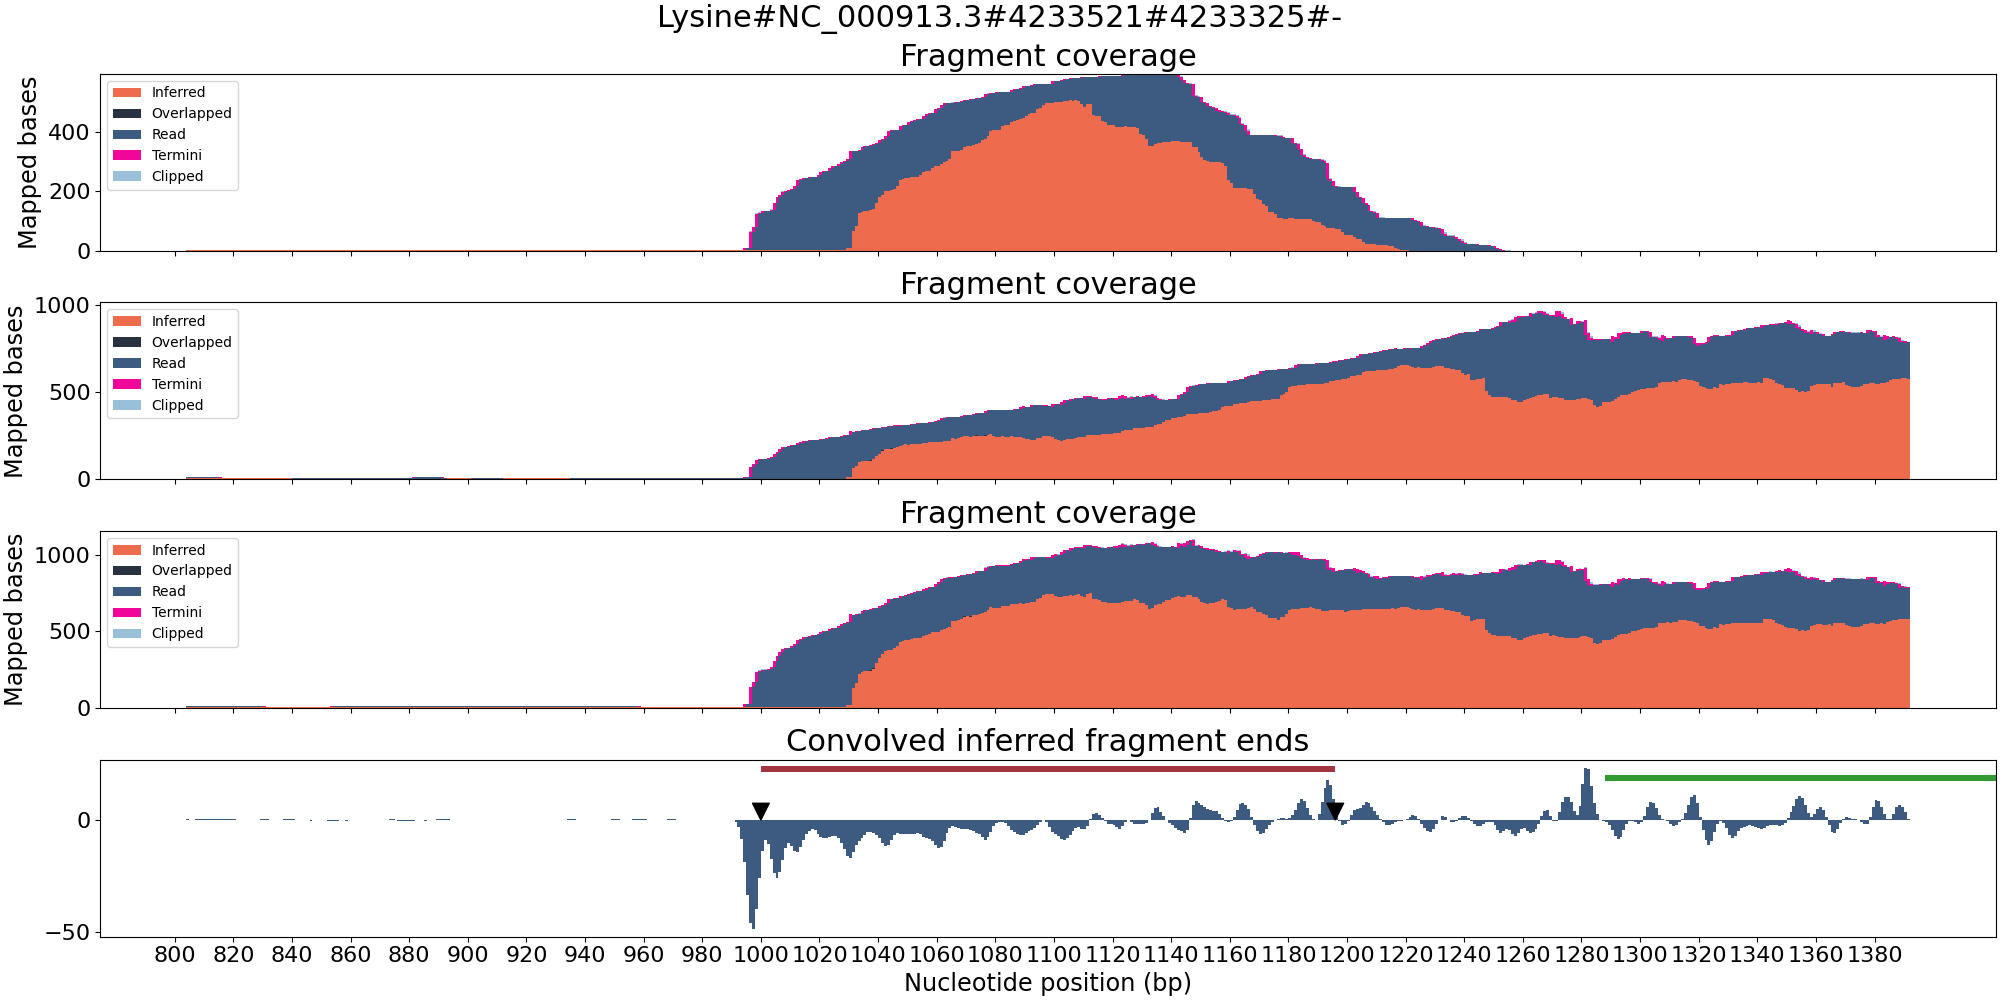 Lysine#NC_000913.3#4233521#4233325#-
Fragment coverage
Mapped bases
400
200
0
Inferred
Overlapped
Read
Termini
Clipped
Fragment coverage
Mapped bases
1000
500
0
Inferred
Overlapped
Read
Termini
Clipped
Fragment coverage
Mapped bases
1000
500
0
Inferred
Overlapped
Read
Termini
Clipped
Convolved inferred fragment ends
0
−50
800 820 840 860 880 900 920 940 960 980 1000 1020 1040 1060 1080 1100 1120 1140 1160 1180 1200 1220 1240 1260 1280 1300 1320 1340 1360 1380
Nucleotide position (bp)